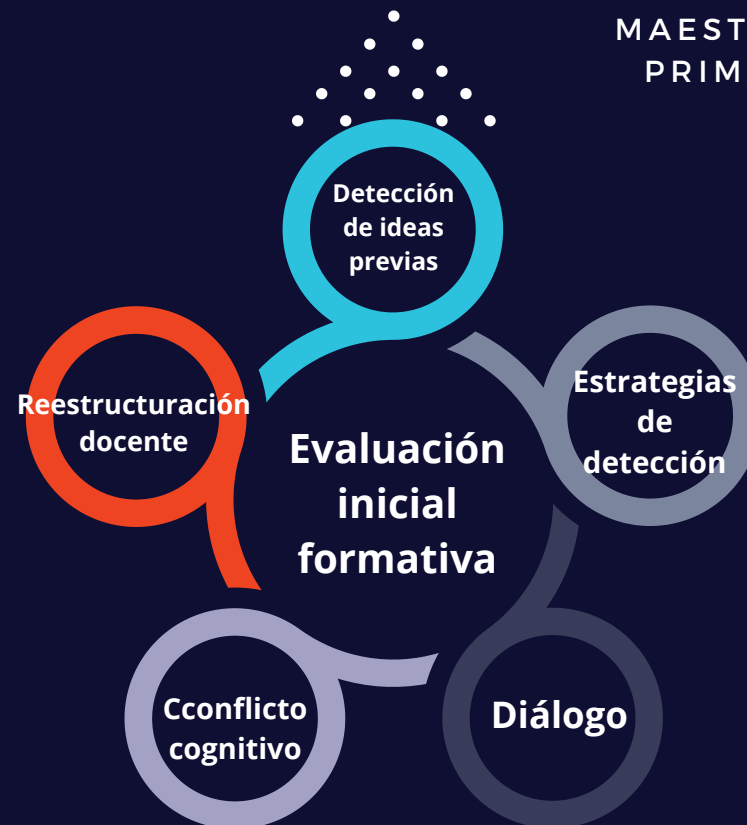 MAEST
PRIM
Detección
de ideas
previas
Estrategias
de
detección
Reestructuración
docente
Evaluación
inicial
formativa
Cconflicto
cognitivo
Diálogo